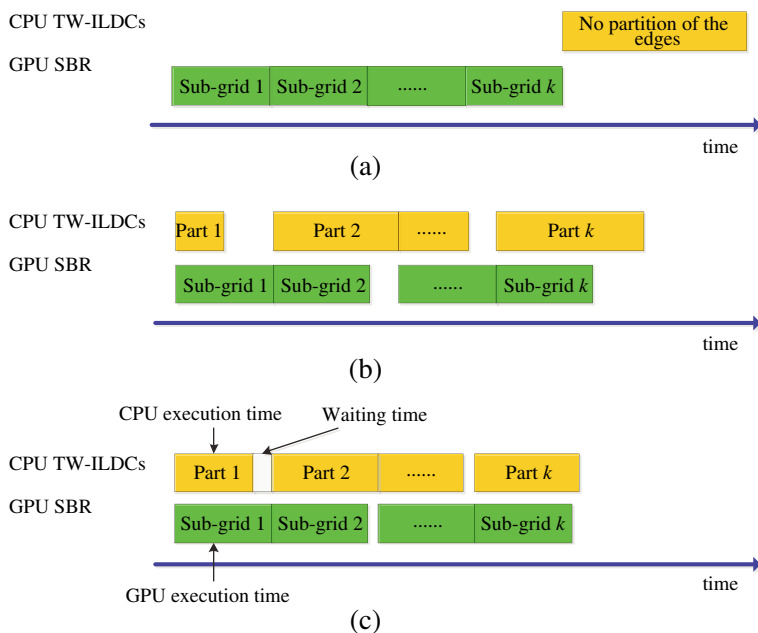 CPU TW-ILDCs
No partition of the
edges
GPU SBR
Sub-grid 1
Sub-grid 2
......
Sub-grid k
time
(a)
CPU TW-ILDCs
Part 1
Part 2
......
Part k
GPU SBR
Sub-grid 1
Sub-grid 2
......
Sub-grid k
time
(b)
CPU execution time
Waiting time
CPU TW-ILDCs
Part 1
Part 2
......
Part k
GPU SBR
Sub-grid 1
Sub-grid 2
......
Sub-grid k
time
GPU execution time
(c)